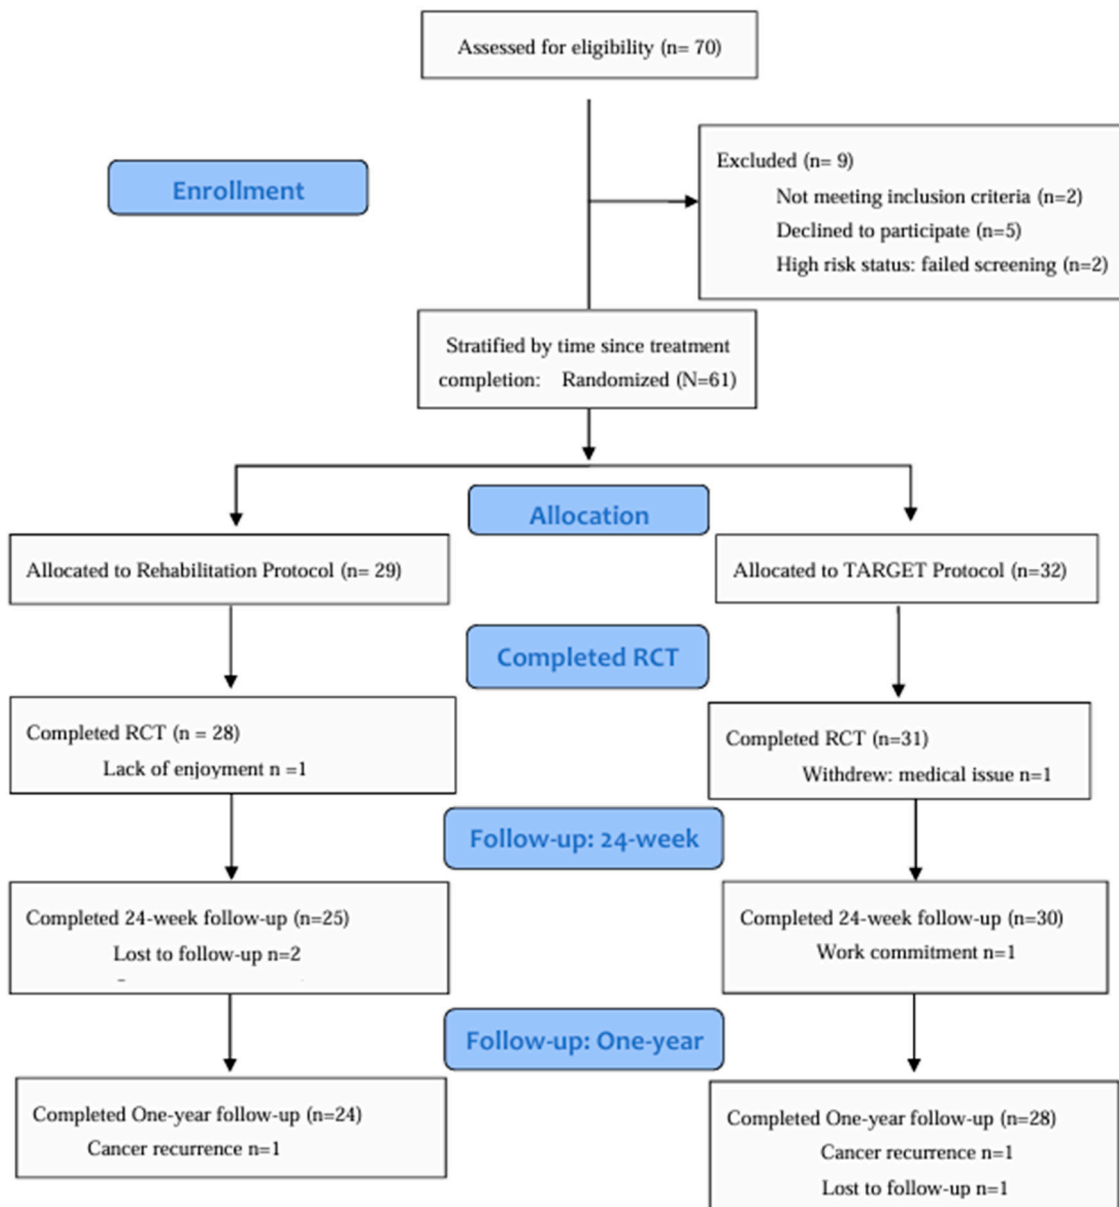 Assessed for eligibility (n= 70)
Enrollment
Excluded (n= 9)
Not meeting inclusion criteria (n=2)
Declined to participate (n=5)
High risk status: failed screening (n=2)
Stratified by time since treatment
completion: Randomized (N=61)
Allocation
Allocated to Rehabilitation Protocol (n= 29)
Allocated to TARGET Protocol (n=32)
Completed RCT
Completed RCT (n = 28)
Lack of enjoyment n =1
Completed RCT (n=31)
Withdrew: medical issue n=1
Follow-up: 24-week
Completed 24-week follow-up (n=25)
Lost to follow-up n=2
Completed 24-week follow-up (n=30)
Work commitment n=1
Follow-up: One-year
Completed One-year follow-up (n=24)
Cancer recurrence n=1
Completed One-year follow-up (n=28)
Cancer recurrence n=1
Lost to follow-up n=1